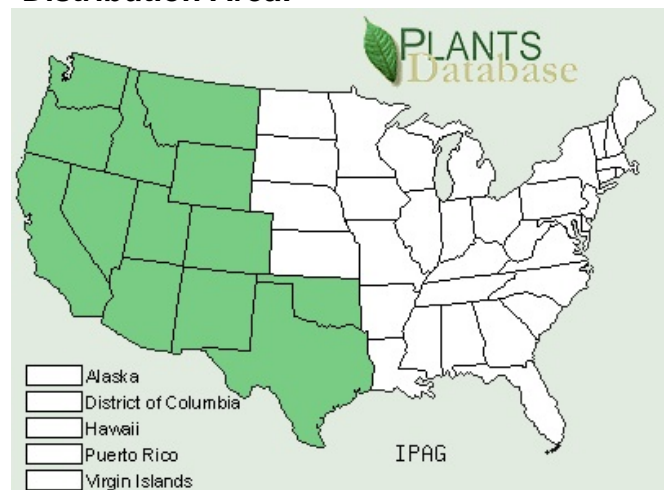 Distribution Area:
PLANTS
Database
Alaska
District of Columbia
Hawaii
Puerto Rico
Virgin Islands
IPAG